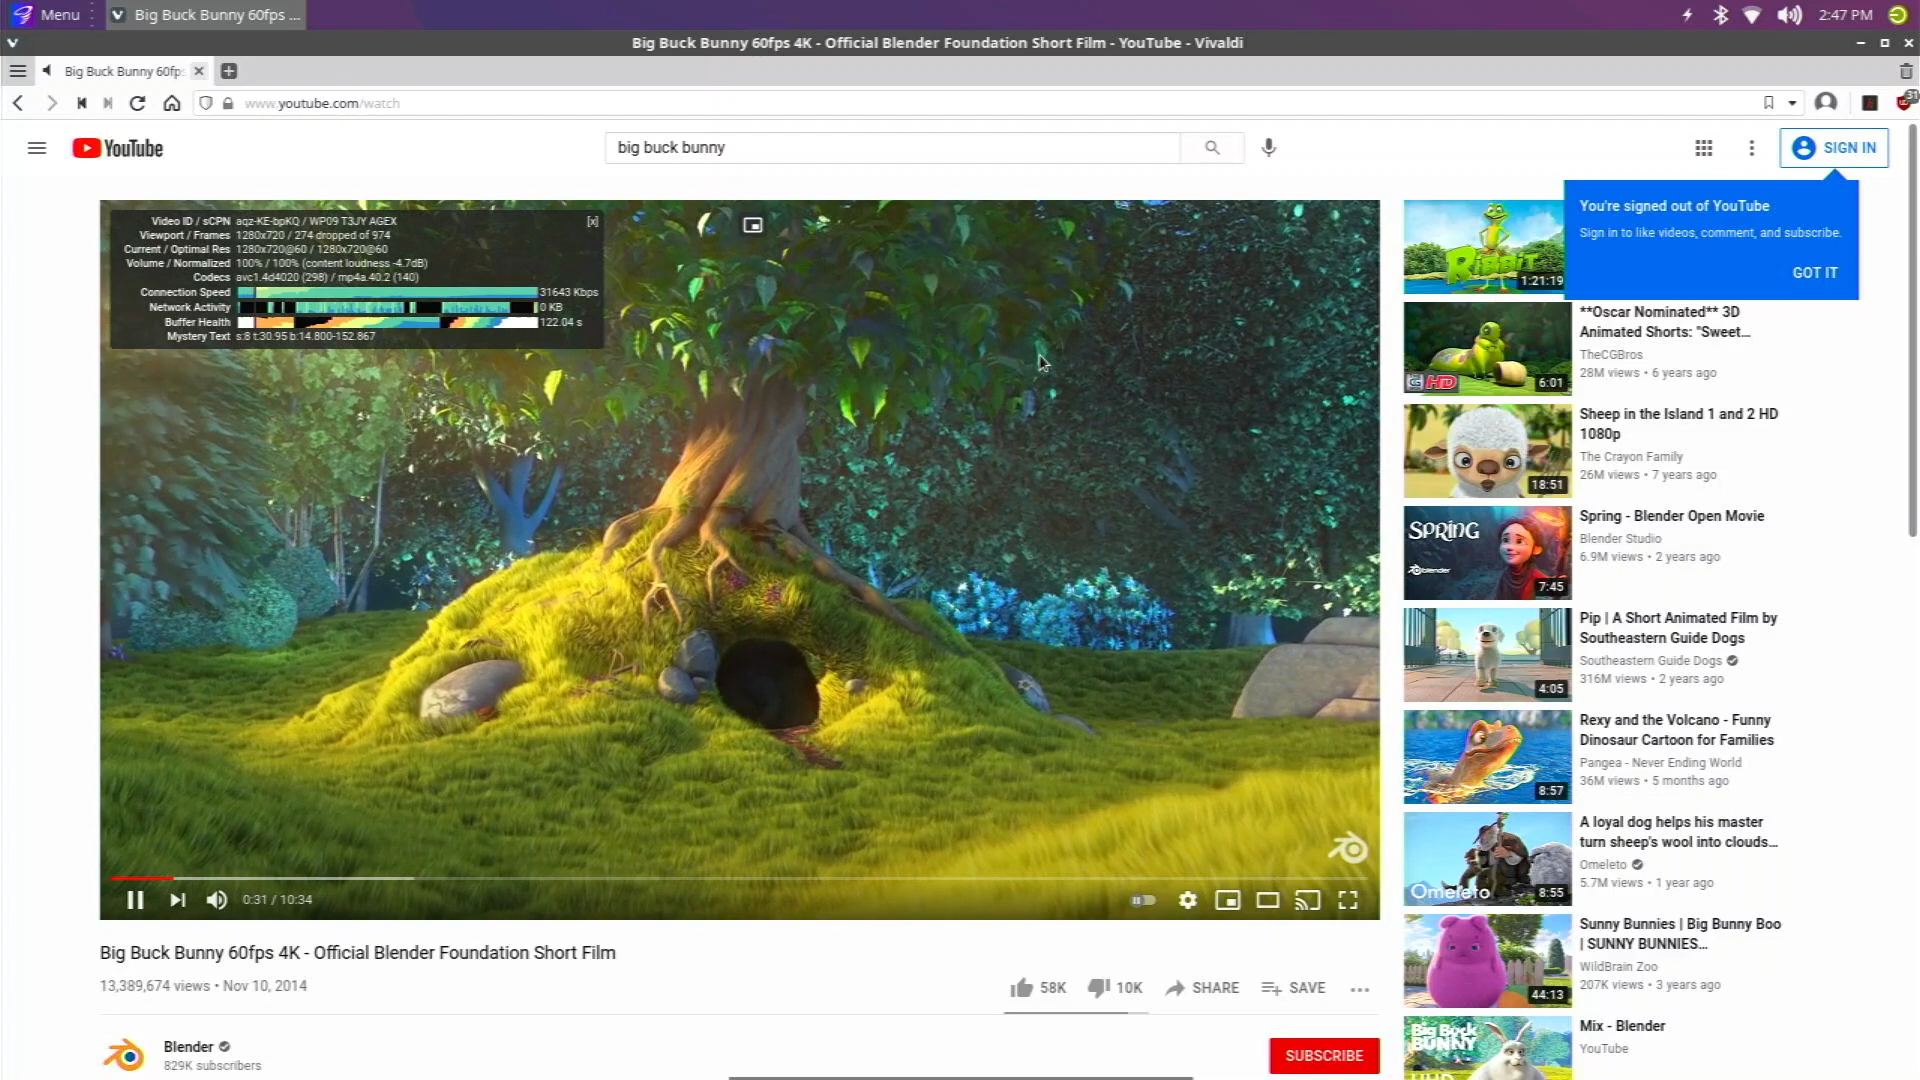 Menu
Big Buck Bunny 60fps ...
2:47 PM
Big Buck Bunny 60fps 4K - Official Blender Foundation Short Film - YouTube - Vivaldi
Big Buck Bunny 60fp
www.youtube.com/watch
31
YouTube
big buck bunny
SIGN IN
You're signed out of YouTube
Sign in to like videos, comment, and subscribe.
GOT IT
Video ID / sCPN aqz-KE-bpKQ / WP09 T3JY AGEX
[x]
Viewport / Frames 1280x720 / 274 dropped of 974
Current / Optimal Res 1280x720@60 / 1280x720@60
Volume / Normalized 100% / 100% (content loudness -4.7dB)
Codecs avc1.4d4020 (298) / mp4a.40.2 (140)
Connection Speed 31643 Kbps
Network Activity 0 KB
Buffer Health 122.04 s
Mystery Text s:8 t:30.95 b:14.800-152.867
0:31 / 10:34
Big Buck Bunny 60fps 4K - Official Blender Foundation Short Film
13,389,674 views • Nov 10, 2014
58K
10K
SHARE
SAVE
Blender
829K subscribers
SUBSCRIBE
RIBBIT
1:21:19
**Oscar Nominated** 3D
Animated Shorts: "Sweet...
TheCGBros
28M views • 6 years ago
HD
6:01
Sheep in the Island 1 and 2 HD
1080p
The Crayon Family
26M views • 7 years ago
18:51
Spring - Blender Open Movie
Blender Studio
6.9M views • 2 years ago
SPRING
blender
7:45
Pip | A Short Animated Film by
Southeastern Guide Dogs
Southeastern Guide Dogs
316M views • 2 years ago
4:05
Rexy and the Volcano - Funny
Dinosaur Cartoon for Families
Pangea - Never Ending World
36M views • 5 months ago
8:57
A loyal dog helps his master
turn sheep's wool into clouds...
Omeleto
5.7M views • 1 year ago
Omeleto
8:55
Sunny Bunnies | Big Bunny Boo
| SUNNY BUNNIES...
WildBrain Zoo
207K views • 3 years ago
44:13
Mix - Blender
YouTube
Big Buck
BUNNY